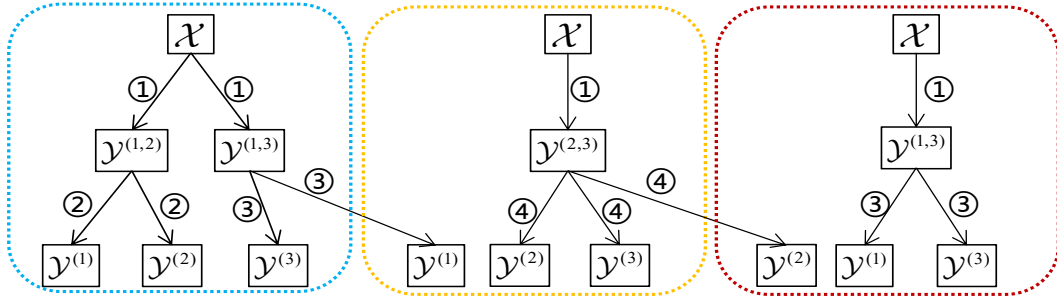 𝒳 𝒳 𝒳
① ① ① ①
𝒴^(1,2) 𝒴^(1,3) 𝒴^(2,3) 𝒴^(1,3)
② ② ③ ③ ④ ④ ④ ③ ③
𝒴^(1) 𝒴^(2) 𝒴^(3) 𝒴^(1) 𝒴^(2) 𝒴^(3) 𝒴^(2) 𝒴^(1) 𝒴^(3)